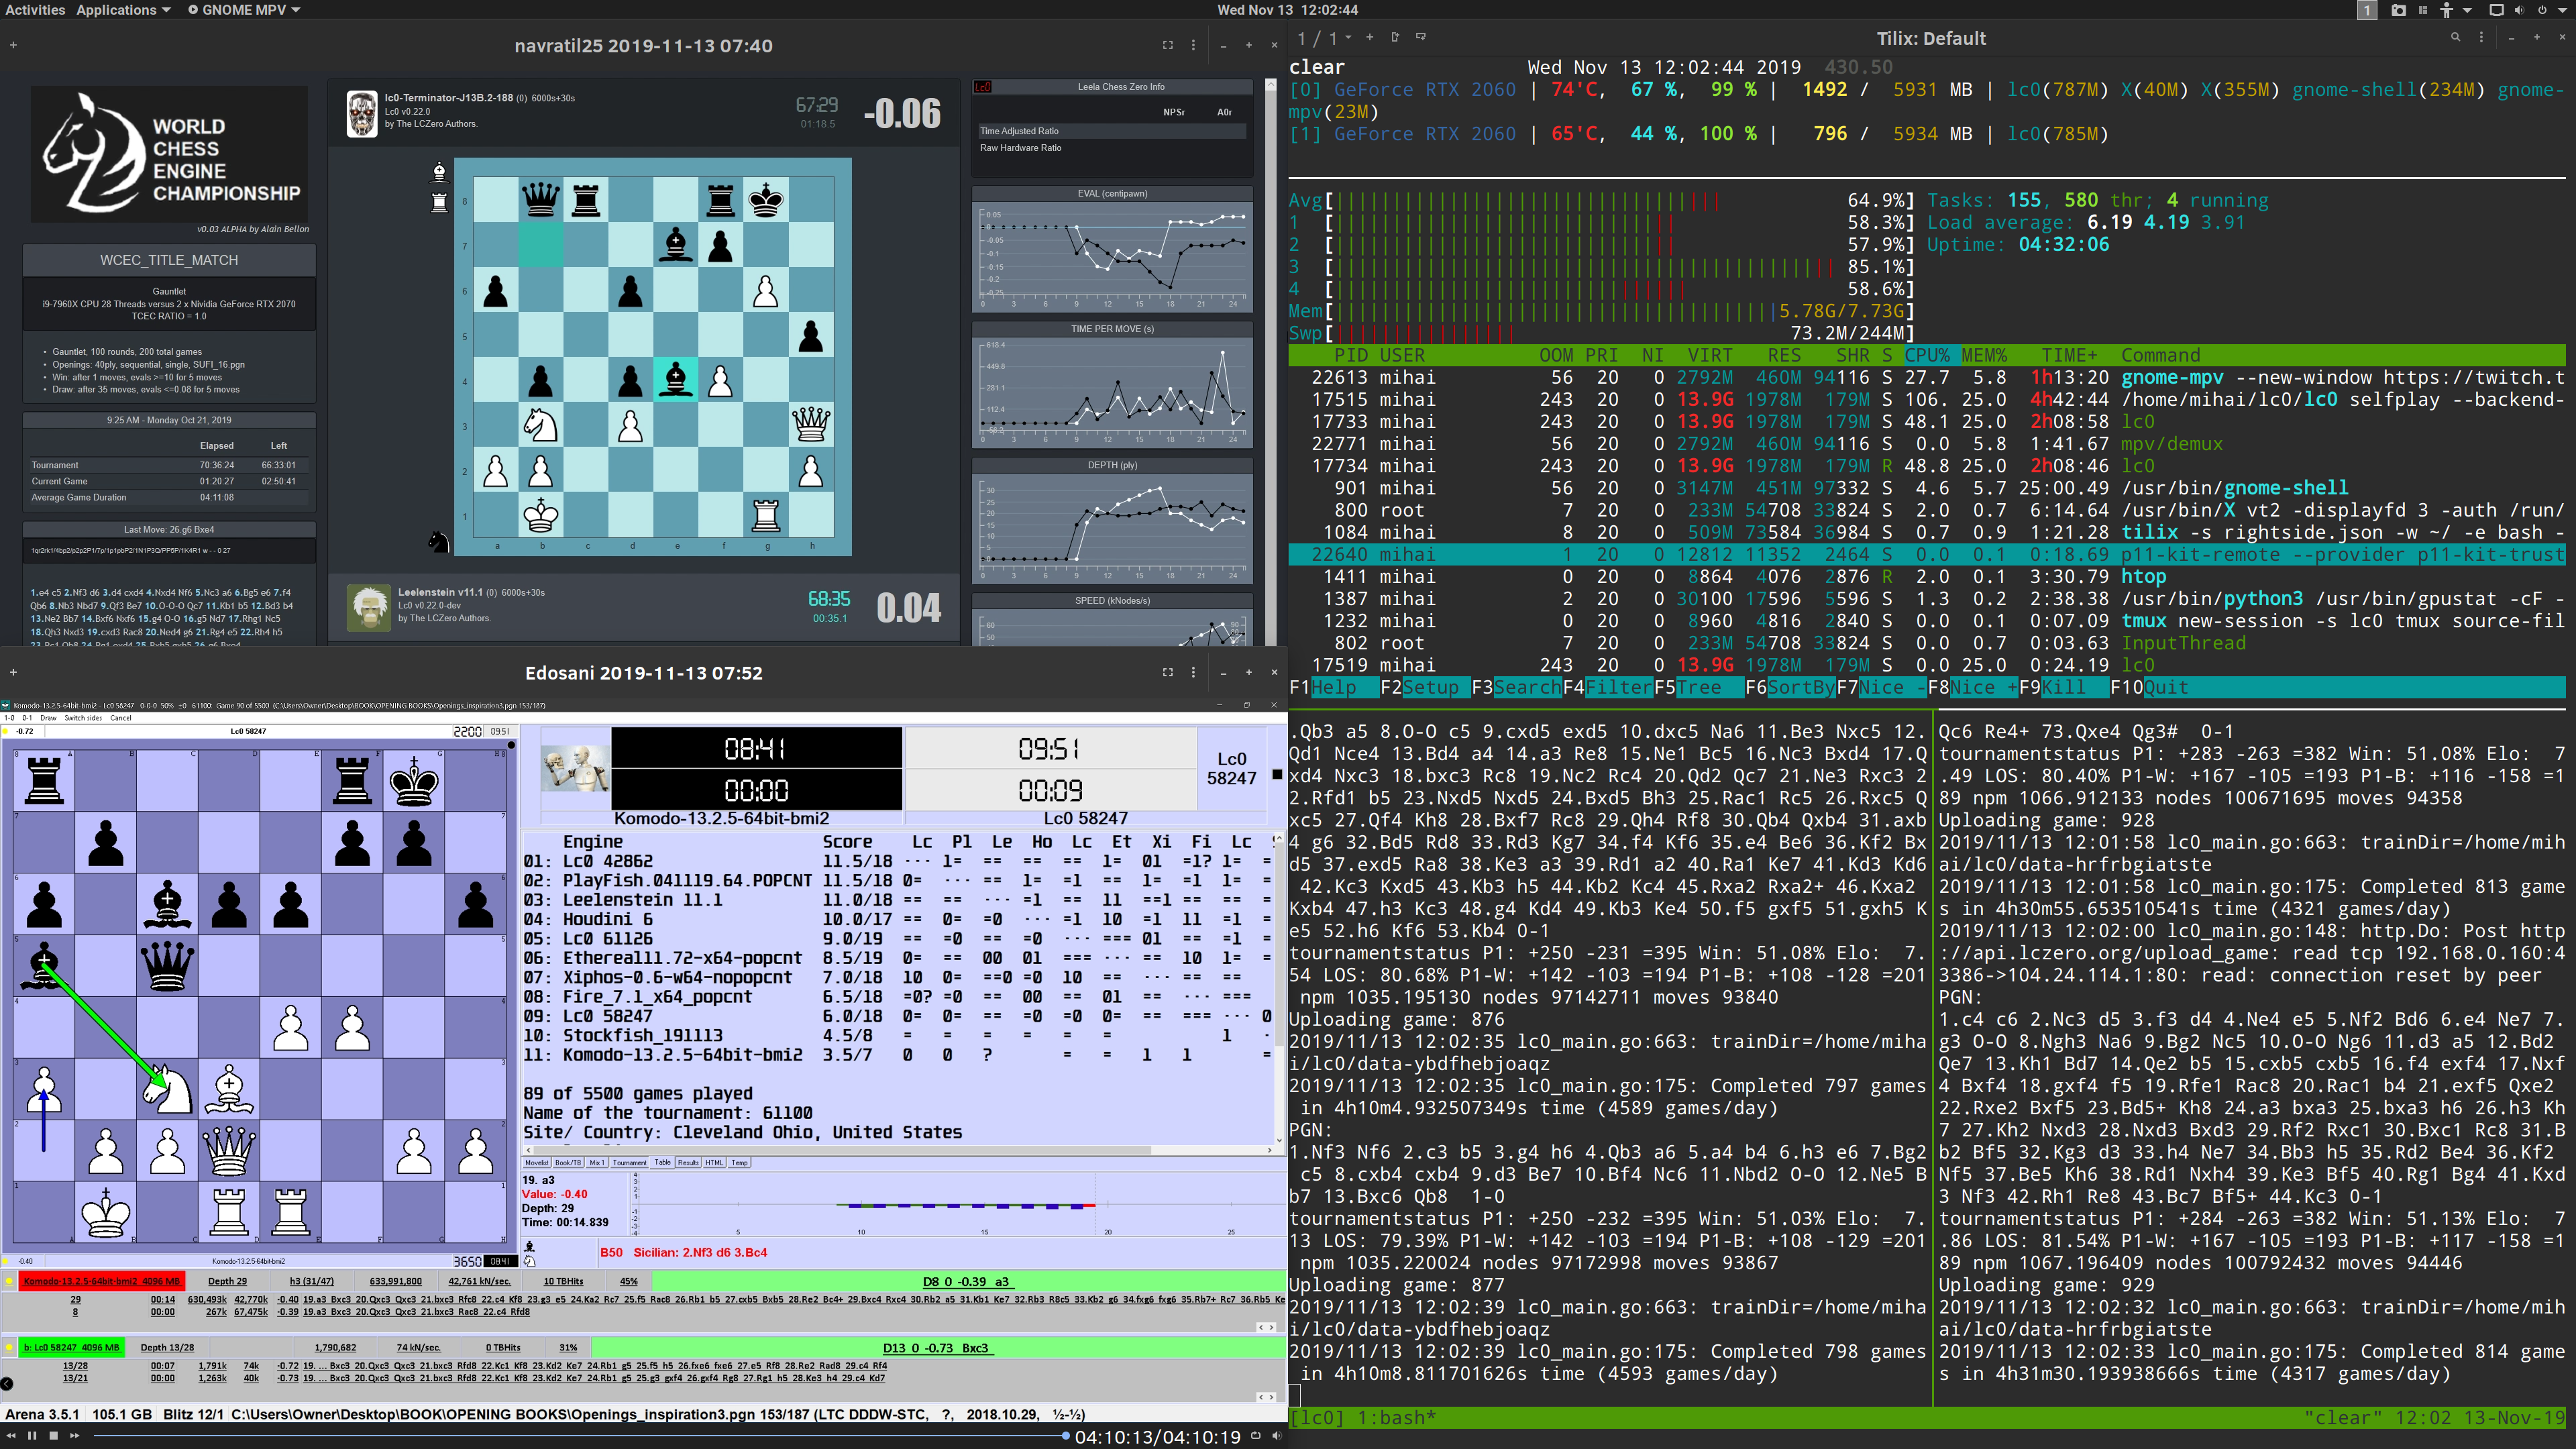 Activities Applications GNOME MPV Wed Nov 13 12:02:44 1
navratil25 2019-11-13 07:40
WORLD
CHESS
ENGINE
CHAMPIONSHIP
v0.03 ALPHA by Alain Bellon
WCEC_TITLE_MATCH
Gauntlet
i9-7960X CPU 28 Threads versus 2 x Nvidia GeForce RTX 2070
TCEC RATIO = 1.0
• Gauntlet, 100 rounds, 200 total games
• Openings: 40ply, sequential, single, SUFI_16.pgn
• Win: after 1 moves, evals >=10 for 5 moves
• Draw: after 35 moves, evals <=0.08 for 5 moves
9:25 AM - Monday Oct 21, 2019
Elapsed Left
Tournament 70:36:24 66:33:01
Current Game 01:20:27 02:50:41
Average Game Duration 04:11:08
Last Move: 26.g6 Bxe4
1qr2rk1/4bp2/p2p2P1/7p/1p1pbP2/1N1P3Q/PP5P/1K4R1 w - - 0 27
1.e4 c5 2.Nf3 d6 3.d4 cxd4 4.Nxd4 Nf6 5.Nc3 a6 6.Bg5 e6 7.f4
Qb6 8.Nb3 Nbd7 9.Qf3 Be7 10.O-O-O Qc7 11.Kb1 b5 12.Bd3 b4
13.Ne2 Bb7 14.Bxf6 Nxf6 15.g4 O-O 16.g5 Nd7 17.Rhg1 Nc5
18.Qh3 Nxd3 19.cxd3 Rac8 20.Ned4 g6 21.Rg4 e5 22.Rh4 h5
lc0-Terminator-J13B.2-188 (0) 6000s+30s
Lc0 v0.22.0
by The LCZero Authors.
67:29
01:18.5
-0.06
8
7
6
5
4
3
2
1
a b c d e f g h
Leelenstein v11.1 (0) 6000s+30s
Lc0 v0.22.0-dev
by The LCZero Authors.
68:35
00:35.1
0.04
Lc0 Leela Chess Zero Info
NPSr A0r
Time Adjusted Ratio
Raw Hardware Ratio
EVAL (centipawn)
TIME PER MOVE (s)
DEPTH (ply)
SPEED (kNodes/s)
1 / 1 Tilix: Default
clear Wed Nov 13 12:02:44 2019 430.50
[0] GeForce RTX 2060 | 74'C, 67 %, 99 % | 1492 / 5931 MB | lc0(787M) X(40M) X(355M) gnome-shell(234M) gnome-
mpv(23M)
[1] GeForce RTX 2060 | 65'C, 44 %, 100 % | 796 / 5934 MB | lc0(785M)
Avg[ 64.9%] Tasks: 155, 580 thr; 4 running
1 [ 58.3%] Load average: 6.19 4.19 3.91
2 [ 57.9%] Uptime: 04:32:06
3 [ 85.1%]
4 [ 58.6%]
Mem[ 5.78G/7.73G]
Swp[ 73.2M/244M]
PID USER OOM PRI NI VIRT RES SHR S CPU% MEM% TIME+ Command
22613 mihai 56 20 0 2792M 460M 94116 S 27.7 5.8 1h13:20 gnome-mpv --new-window https://twitch.t
17515 mihai 243 20 0 13.9G 1978M 179M S 106. 25.0 4h42:44 /home/mihai/lc0/lc0 selfplay --backend-
17733 mihai 243 20 0 13.9G 1978M 179M S 48.1 25.0 2h08:58 lc0
22771 mihai 56 20 0 2792M 460M 94116 S 0.0 5.8 1:41.67 mpv/demux
17734 mihai 243 20 0 13.9G 1978M 179M R 48.8 25.0 2h08:46 lc0
901 mihai 56 20 0 3147M 451M 97332 S 4.6 5.7 25:00.49 /usr/bin/gnome-shell
800 root 7 20 0 233M 54708 33824 S 2.0 0.7 6:14.64 /usr/bin/X vt2 -displayfd 3 -auth /run/
1084 mihai 8 20 0 509M 73584 36984 S 0.7 0.9 1:21.28 tilix -s rightside.json -w ~/ -e bash -
22640 mihai 1 20 0 12812 11352 2464 S 0.0 0.1 0:18.69 p11-kit-remote --provider p11-kit-trust
1411 mihai 0 20 0 8864 4076 2876 R 2.0 0.1 3:30.79 htop
1387 mihai 2 20 0 30100 17596 5596 S 1.3 0.2 2:38.38 /usr/bin/python3 /usr/bin/gpustat -cF -
1232 mihai 0 20 0 8960 4816 2840 S 0.0 0.1 0:07.09 tmux new-session -s lc0 tmux source-fil
802 root 7 20 0 233M 54708 33824 S 0.0 0.7 0:03.63 InputThread
17519 mihai 243 20 0 13.9G 1978M 179M S 0.0 25.0 0:24.19 lc0
F1Help F2Setup F3SearchF4FilterF5Tree F6SortByF7Nice -F8Nice +F9Kill F10Quit
Edosani 2019-11-13 07:52
Komodo-13.2.5-64bit-bmi2 - Lc0 58247 0-0-0 50% ±0 61100: Game 90 of 5500 (C:\Users\Owner\Desktop\BOOK\OPENING BOOKS\Openings_inspiration3.pgn 153/187)
1-0 0-1 Draw Switch sides Cancel
-0.72 Lc0 58247 2200 09:51
08:41 09:51
00:00 00:09
Komodo-13.2.5-64bit-bmi2 Lc0 58247
Lc0
58247
Engine Score Lc Pl Le Ho Lc Et Xi Fi Lc
01: Lc0 42862 11.5/18 ··· 1= == == == 1= 01 =1? 1= =
02: PlayFish.041119.64.POPCNT 11.5/18 0= ··· == 1= =1 == 1= =1 1= =
03: Leelenstein 11.1 11.0/18 == == ··· =1 == 11 ==1 == == =
04: Houdini 6 10.0/17 == 0= =0 ··· =1 10 =1 11 =1 =
05: Lc0 61126 9.0/19 == =0 == =0 ··· === 01 == =1 =
06: Ethereal11.72-x64-popcnt 8.5/19 0= == 00 01 === ··· == 10 1= =
07: Xiphos-0.6-w64-nopopcnt 7.0/18 10 0= ==0 =0 10 == ··· == ==
08: Fire_7.1_x64_popcnt 6.5/18 =0? =0 == 00 == 01 == ··· ===
09: Lc0 58247 6.0/18 0= 0= == =0 =0 0= == === ··· 0
10: Stockfish_191113 4.5/8 = = = = = = 1 -
11: Komodo-13.2.5-64bit-bmi2 3.5/7 0 0 ? = = 1 1 =
89 of 5500 games played
Name of the tournament: 61100
Site/ Country: Cleveland Ohio, United States
Movelist Book/TB Mix 1 Tournament Table Results HTML Temp
19. a3
Value: -0.40
Depth: 29
Time: 00:14.839
5 10 15 20 25
B50 Sicilian: 2.Nf3 d6 3.Bc4
-0.40 Komodo-13.2.5-64bit-bmi2 3650 08:41
Komodo-13.2.5-64bit-bmi2 4096 MB Depth 29 h3 (31/47) 633,991,800 42,761 kN/sec. 10 TBHits 45% D8 0 -0.39 a3
29 00:14 630,493k 42,770k -0.40 19.a3 Bxc3 20.Qxc3 Qxc3 21.bxc3 Rfc8 22.c4 Kf8 23.g3 e5 24.Ka2 Rc7 25.f5 Rac8 26.Rb1 b5 27.cxb5 Bxb5 28.Re2 Bc4+ 29.Bxc4 Rxc4 30.Rb2 a5 31.Kb1 Ke7 32.Rb3 R8c5 33.Kb2 g6 34.fxg6 fxg6 35.Rb7+ Rc7 36.Rb5 Ke
8 00:00 267k 67,475k -0.39 19.a3 Bxc3 20.Qxc3 Qxc3 21.bxc3 Rac8 22.c4 Rfd8
b: Lc0 58247 4096 MB Depth 13/28 1,790,682 74 kN/sec. 0 TBHits 31% D13 0 -0.73 Bxc3
13/28 00:07 1,791k 74k -0.72 19. ... Bxc3 20.Qxc3 Qxc3 21.bxc3 Rfd8 22.Kc1 Kf8 23.Kd2 Ke7 24.Rb1 g5 25.f5 h5 26.fxe6 fxe6 27.e5 Rf8 28.Re2 Rad8 29.c4 Rf4
13/21 00:00 1,263k 40k -0.73 19. ... Bxc3 20.Qxc3 Qxc3 21.bxc3 Rfd8 22.Kc1 Kf8 23.Kd2 Ke7 24.Rb1 g5 25.g3 gxf4 26.gxf4 Rg8 27.Rg1 h5 28.Ke3 h4 29.c4 Kd7
Arena 3.5.1 105.1 GB Blitz 12/1 C:\Users\Owner\Desktop\BOOK\OPENING BOOKS\Openings_inspiration3.pgn 153/187 (LTC DDDW-STC, ?, 2018.10.29, ½-½)
04:10:13/04:10:19
.Qb3 a5 8.O-O c5 9.cxd5 exd5 10.dxc5 Na6 11.Be3 Nxc5 12.
Qd1 Nce4 13.Bd4 a4 14.a3 Re8 15.Ne1 Bc5 16.Nc3 Bxd4 17.Q
xd4 Nxc3 18.bxc3 Rc8 19.Nc2 Rc4 20.Qd2 Qc7 21.Ne3 Rxc3 2
2.Rfd1 b5 23.Nxd5 Nxd5 24.Bxd5 Bh3 25.Rac1 Rc5 26.Rxc5 Q
xc5 27.Qf4 Kh8 28.Bxf7 Rc8 29.Qh4 Rf8 30.Qb4 Qxb4 31.axb
4 g6 32.Bd5 Rd8 33.Rd3 Kg7 34.f4 Kf6 35.e4 Be6 36.Kf2 Bx
d5 37.exd5 Ra8 38.Ke3 a3 39.Rd1 a2 40.Ra1 Ke7 41.Kd3 Kd6
42.Kc3 Kxd5 43.Kb3 h5 44.Kb2 Kc4 45.Rxa2 Rxa2+ 46.Kxa2
Kxb4 47.h3 Kc3 48.g4 Kd4 49.Kb3 Ke4 50.f5 gxf5 51.gxh5 K
e5 52.h6 Kf6 53.Kb4 0-1
tournamentstatus P1: +250 -231 =395 Win: 51.08% Elo: 7.
54 LOS: 80.68% P1-W: +142 -103 =194 P1-B: +108 -128 =201
npm 1035.195130 nodes 97142711 moves 93840
Uploading game: 876
2019/11/13 12:02:35 lc0_main.go:663: trainDir=/home/miha
i/lc0/data-ybdfhebjoaqz
2019/11/13 12:02:35 lc0_main.go:175: Completed 797 games
in 4h10m4.932507349s time (4589 games/day)
PGN:
1.Nf3 Nf6 2.c3 b5 3.g4 h6 4.Qb3 a6 5.a4 b4 6.h3 e6 7.Bg2
c5 8.cxb4 cxb4 9.d3 Be7 10.Bf4 Nc6 11.Nbd2 O-O 12.Ne5 B
b7 13.Bxc6 Qb8 1-0
tournamentstatus P1: +250 -232 =395 Win: 51.03% Elo: 7.
13 LOS: 79.39% P1-W: +142 -103 =194 P1-B: +108 -129 =201
npm 1035.220024 nodes 97172998 moves 93867
Uploading game: 877
2019/11/13 12:02:39 lc0_main.go:663: trainDir=/home/miha
i/lc0/data-ybdfhebjoaqz
2019/11/13 12:02:39 lc0_main.go:175: Completed 798 games
in 4h10m8.811701626s time (4593 games/day)
Qc6 Re4+ 73.Qxe4 Qg3# 0-1
tournamentstatus P1: +283 -263 =382 Win: 51.08% Elo: 7
.49 LOS: 80.40% P1-W: +167 -105 =193 P1-B: +116 -158 =1
89 npm 1066.912133 nodes 100671695 moves 94358
Uploading game: 928
2019/11/13 12:01:58 lc0_main.go:663: trainDir=/home/mih
ai/lc0/data-hrfrbgiatste
2019/11/13 12:01:58 lc0_main.go:175: Completed 813 game
s in 4h30m55.653510541s time (4321 games/day)
2019/11/13 12:02:00 lc0_main.go:148: http.Do: Post http
://api.lczero.org/upload_game: read tcp 192.168.0.160:4
3386->104.24.114.1:80: read: connection reset by peer
PGN:
1.c4 c6 2.Nc3 d5 3.f3 d4 4.Ne4 e5 5.Nf2 Bd6 6.e4 Ne7 7.
g3 O-O 8.Ngh3 Na6 9.Bg2 Nc5 10.O-O Ng6 11.d3 a5 12.Bd2
Qe7 13.Kh1 Bd7 14.Qe2 b5 15.cxb5 cxb5 16.f4 exf4 17.Nxf
4 Bxf4 18.gxf4 f5 19.Rfe1 Rac8 20.Rac1 b4 21.exf5 Qxe2
22.Rxe2 Bxf5 23.Bd5+ Kh8 24.a3 bxa3 25.bxa3 h6 26.h3 Kh
7 27.Kh2 Nxd3 28.Nxd3 Bxd3 29.Rf2 Rxc1 30.Bxc1 Rc8 31.B
b2 Bf5 32.Kg3 d3 33.h4 Ne7 34.Bb3 h5 35.Rd2 Be4 36.Kf2
Nf5 37.Be5 Kh6 38.Rd1 Nxh4 39.Ke3 Bf5 40.Rg1 Bg4 41.Kxd
3 Nf3 42.Rh1 Re8 43.Bc7 Bf5+ 44.Kc3 0-1
tournamentstatus P1: +284 -263 =382 Win: 51.13% Elo: 7
.86 LOS: 81.54% P1-W: +167 -105 =193 P1-B: +117 -158 =1
89 npm 1067.196409 nodes 100792432 moves 94446
Uploading game: 929
2019/11/13 12:02:32 lc0_main.go:663: trainDir=/home/mih
ai/lc0/data-hrfrbgiatste
2019/11/13 12:02:33 lc0_main.go:175: Completed 814 game
s in 4h31m30.193938666s time (4317 games/day)
[lc0] 1:bash* "clear" 12:02 13-Nov-19